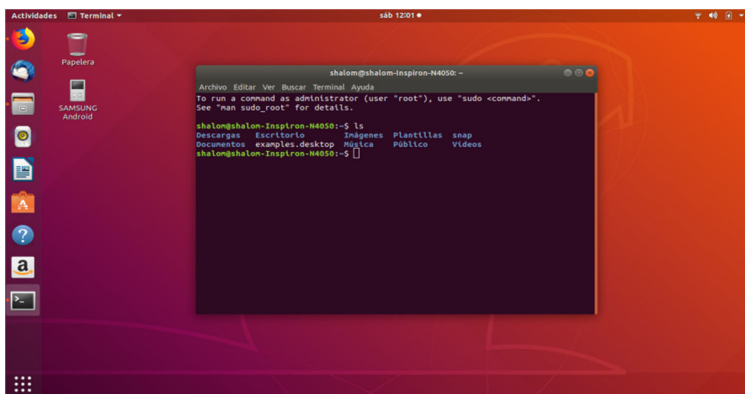 Actividades Terminal sáb 12:01
Papelera
SAMSUNG
Android
shalom@shalom-Inspiron-N4050: ~
Archivo Editar Ver Buscar Terminal Ayuda
To run a command as administrator (user "root"), use "sudo <command>".
See "man sudo_root" for details.
shalom@shalom-Inspiron-N4050:~$ ls
Descargas Escritorio Imágenes Plantillas snap
Documentos examples.desktop Música Público Vídeos
shalom@shalom-Inspiron-N4050:~$
a